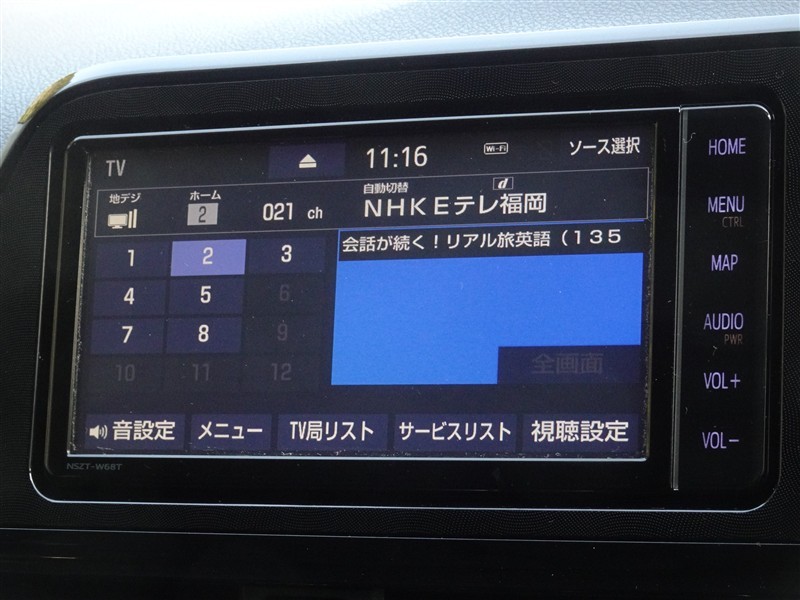 TV 11:16 Wi-Fi ソース選択
地デジ ホーム 自動切替 d
2 021 ch NHKEテレ福岡
会話が続く！リアル旅英語（135
1 2 3
4 5 6
7 8 9
10 11 12
全画面
音設定 メニュー TV局リスト サービスリスト 視聴設定
NSZT-W68T
HOME
MENU
CTRL
MAP
AUDIO
PWR
VOL+
VOL−